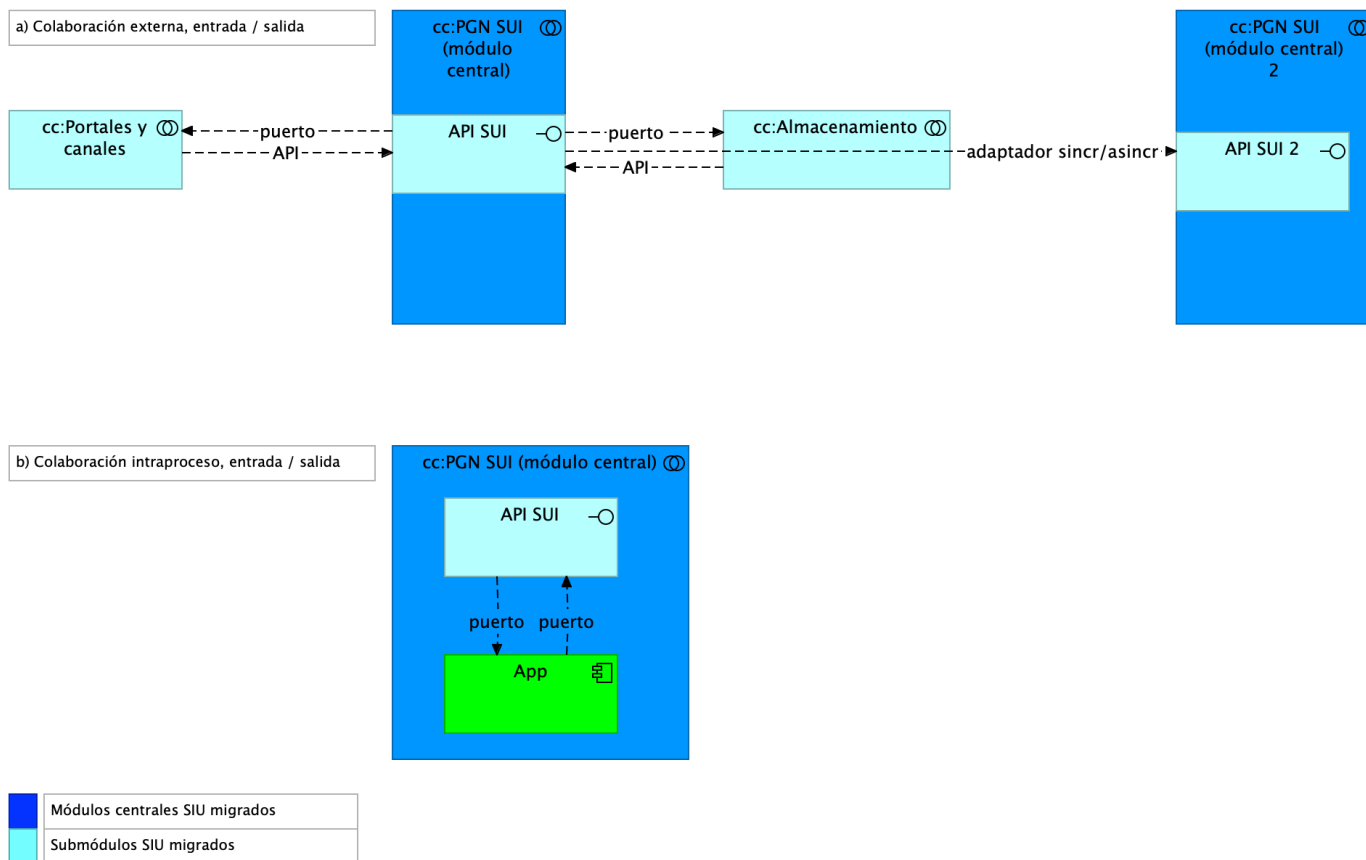 a) Colaboración externa, entrada / salida
cc:PGN SUI
(módulo
central)
cc:PGN SUI
(módulo central)
2
cc:Portales y
canales
puerto
API
API SUI
puerto
API
cc:Almacenamiento
adaptador sincr/asincr
API SUI 2
b) Colaboración intraproceso, entrada / salida
cc:PGN SUI (módulo central)
API SUI
puerto
puerto
App
Módulos centrales SIU migrados
Submódulos SIU migrados